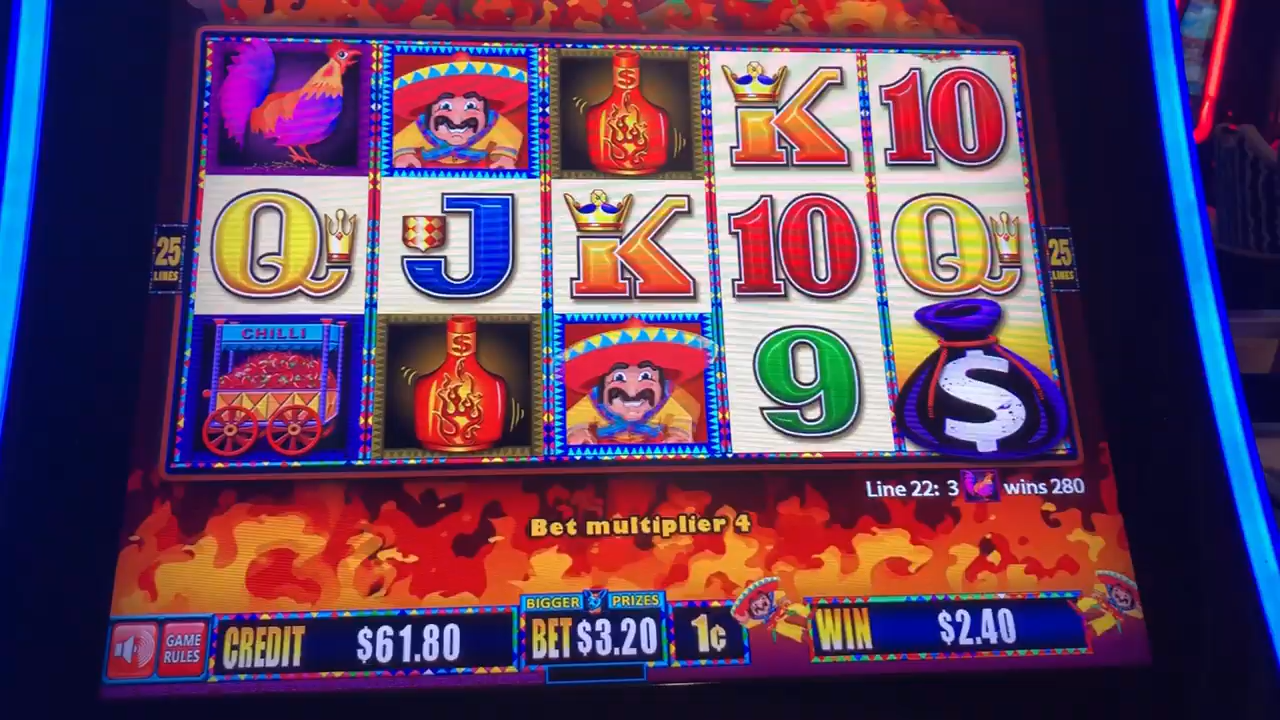 $
K
10
Q
J
K
10
Q
25
LINES
25
LINES
CHILLI
$
9
$
Line 22: 3 wins 280
Bet multiplier 4
BIGGER PRIZES
GAME
RULES
CREDIT $61.80
BET $3.20
1c
WIN $2.40